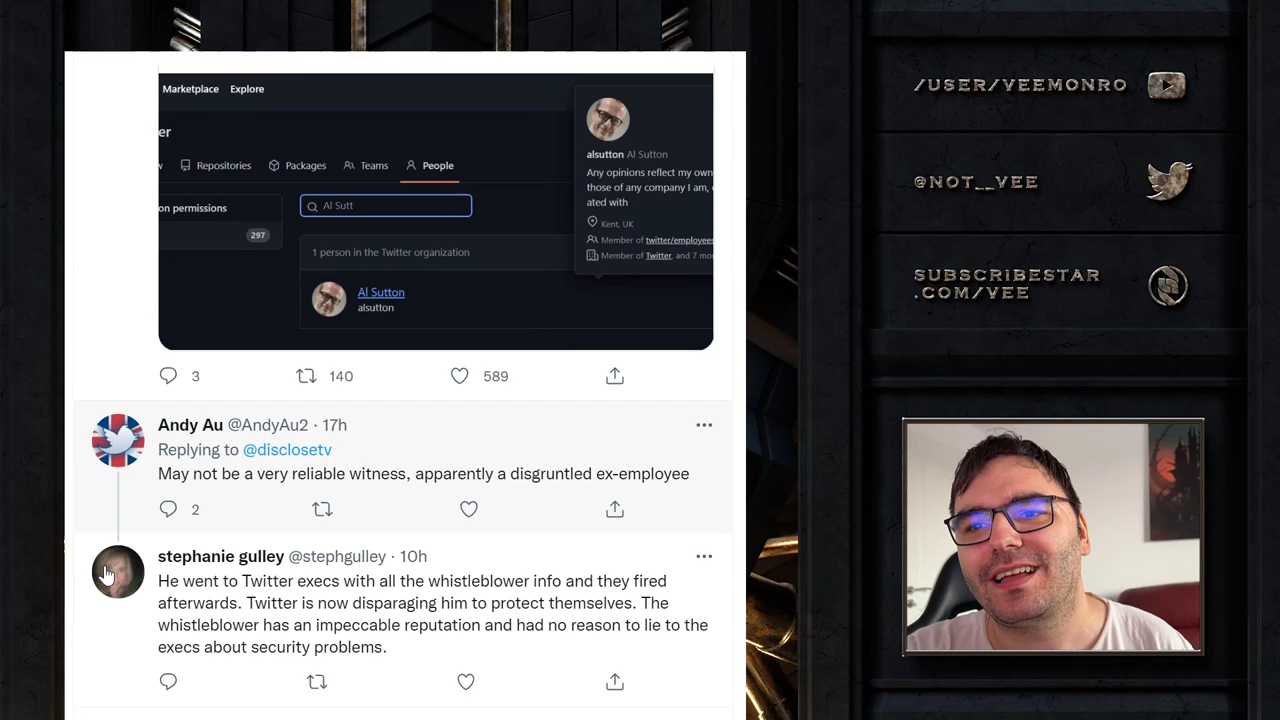 Marketplace Explore
er
w Repositories Packages Teams People
on permissions
297
Al Sutt
1 person in the Twitter organization
Al Sutton
alsutton
alsutton Al Sutton
Any opinions reflect my own
those of any company I am, 
ated with
Kent, UK
Member of twitter/employees
Member of Twitter, and 7 mo
3 140 589
Andy Au @AndyAu2 · 17h
Replying to @disclosetv
May not be a very reliable witness, apparently a disgruntled ex-employee
2
stephanie gulley @stephgulley · 10h
He went to Twitter execs with all the whistleblower info and they fired
afterwards. Twitter is now disparaging him to protect themselves. The
whistleblower has an impeccable reputation and had no reason to lie to the
execs about security problems.
/USER/VEEMONRO
@NOT__VEE
SUBSCRIBESTAR
.COM/VEE